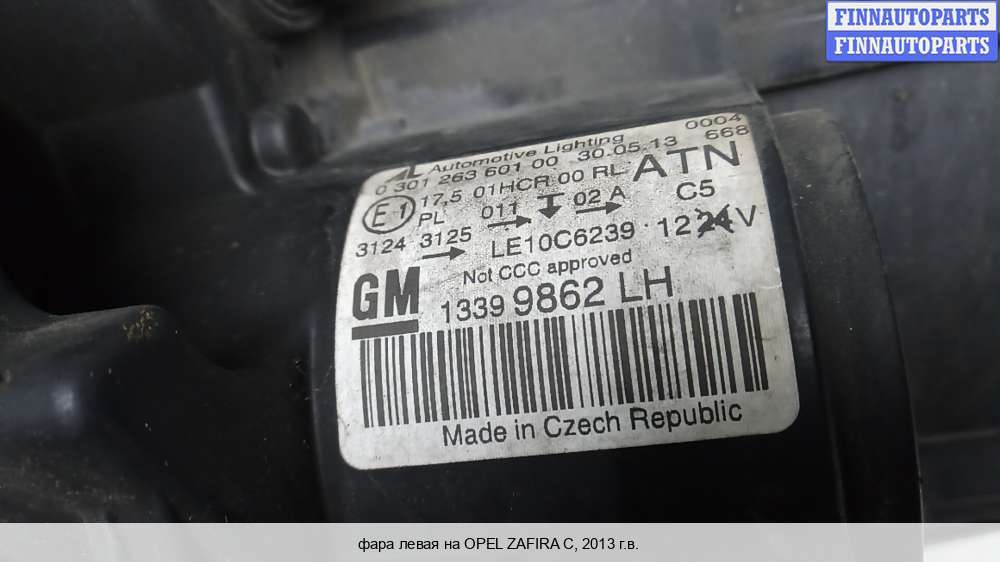 FINNAUTOPARTS
FINNAUTOPARTS
AL Automotive Lighting 0004
0 301 263 601 00 30.05.13 668
E1 17,5 01HCR 00 RL ATN
PL 011 02 A C5
3124 3125 LE10C6239 12 24 V
Not CCC approved
GM 1339 9862 LH
Made in Czech Republic
фара левая на OPEL ZAFIRA C, 2013 г.в.